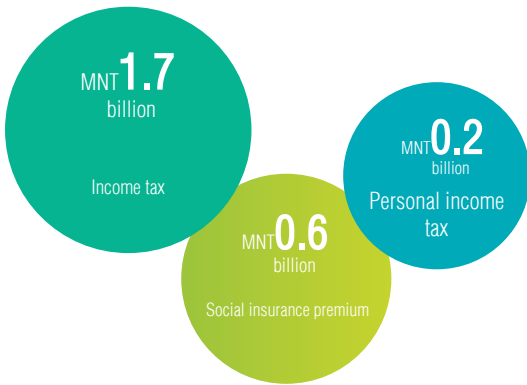 MNT1.7
billion
Income tax
MNT0.2
billion
Personal income
tax
MNT0.6
billion
Social insurance premium